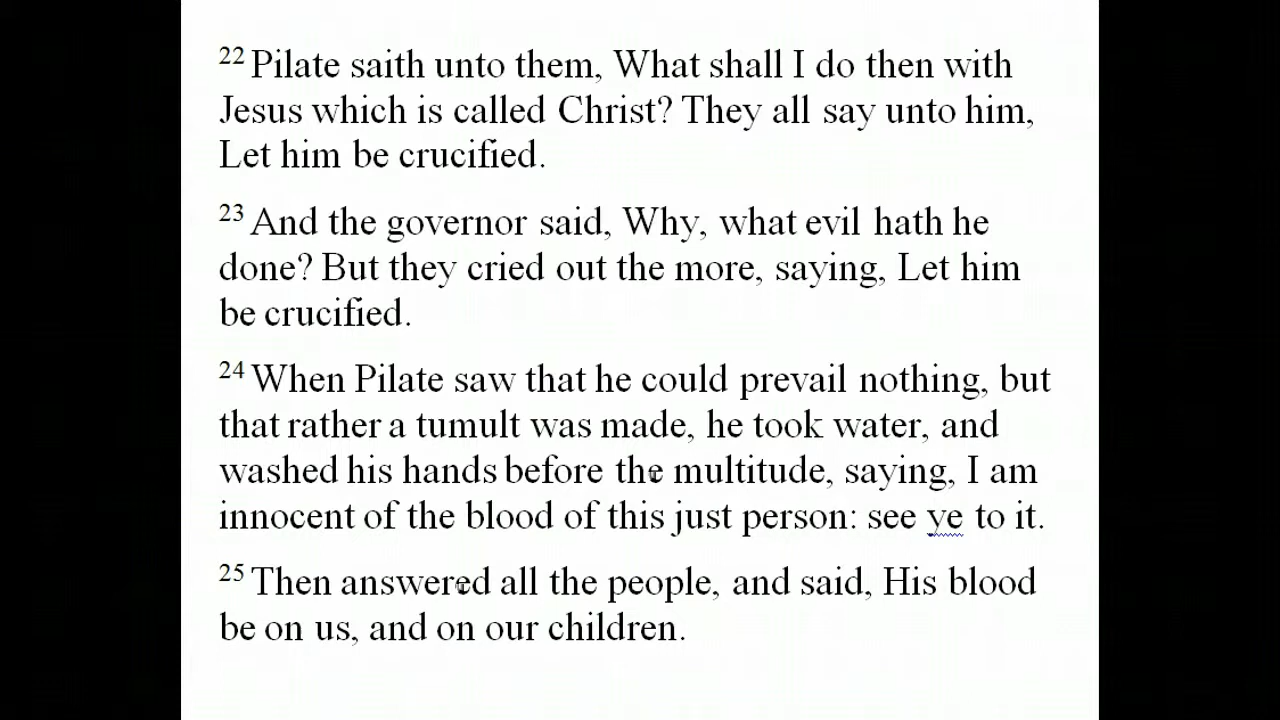 22 Pilate saith unto them, What shall I do then with
Jesus which is called Christ? They all say unto him,
Let him be crucified.
23 And the governor said, Why, what evil hath he
done? But they cried out the more, saying, Let him
be crucified.
24 When Pilate saw that he could prevail nothing, but
that rather a tumult was made, he took water, and
washed his hands before the multitude, saying, I am
innocent of the blood of this just person: see ye to it.
25 Then answered all the people, and said, His blood
be on us, and on our children.